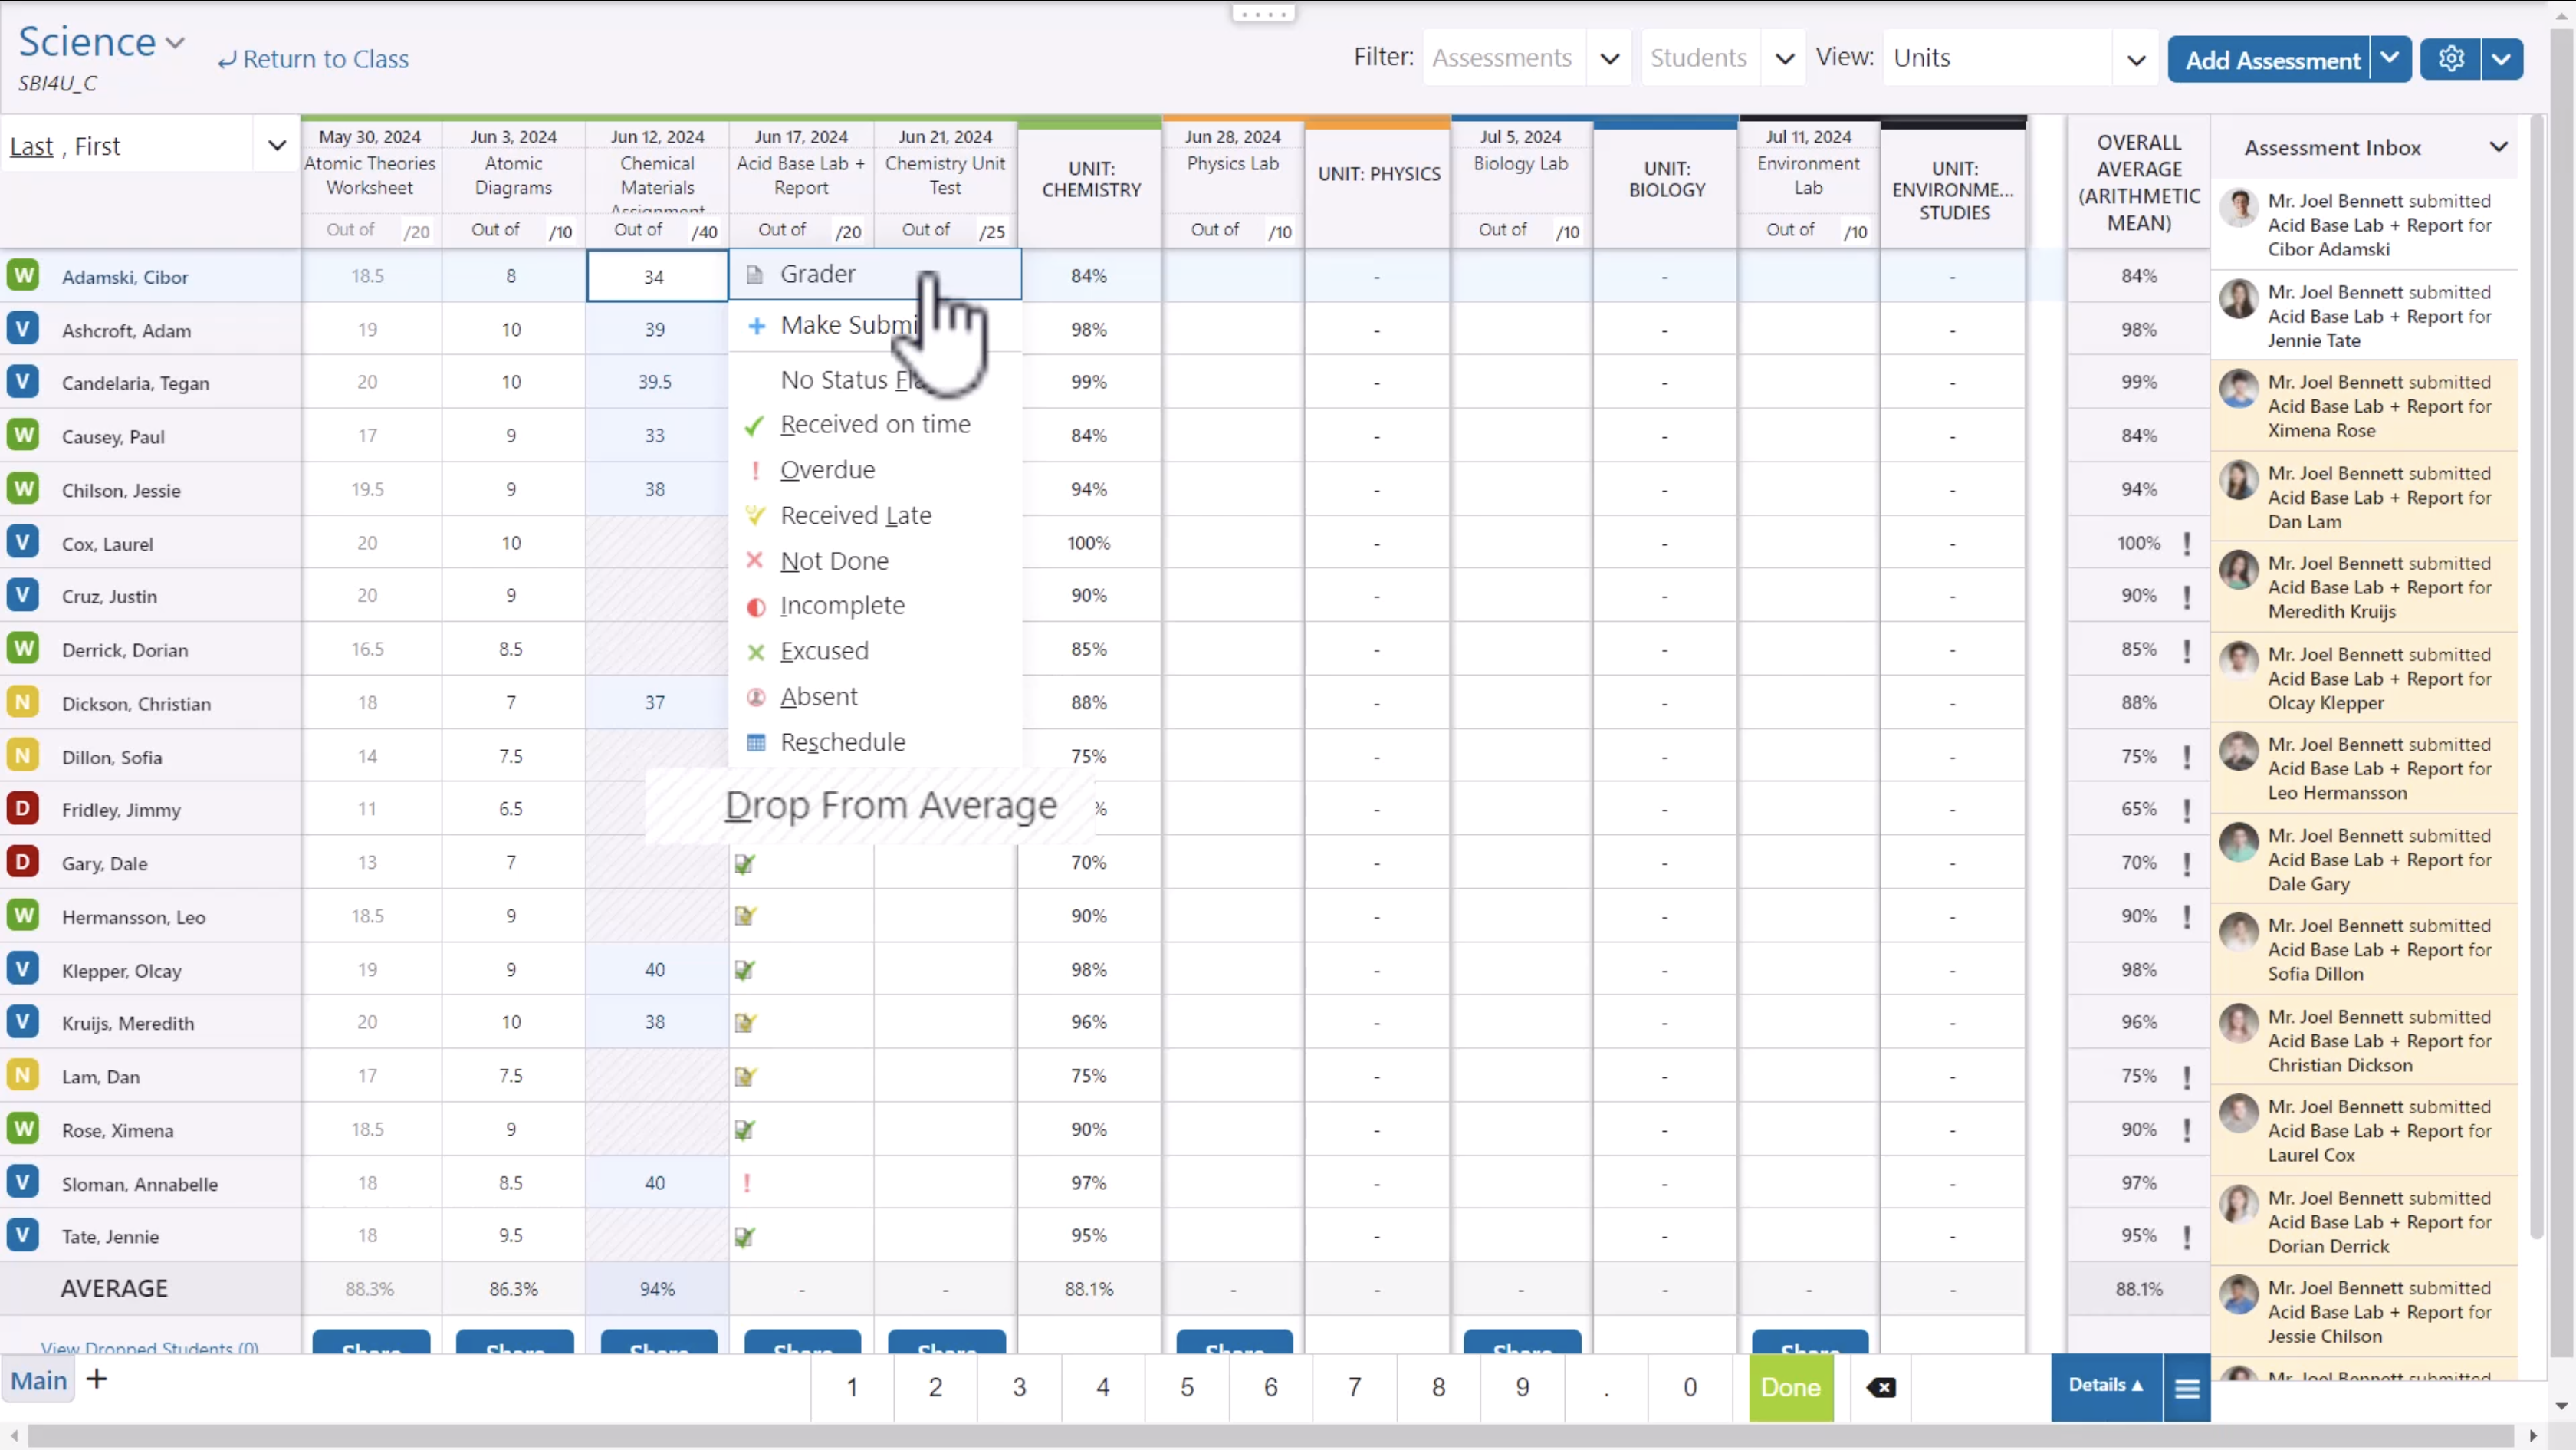 Science
Return to Class
SBI4U_C
Filter: Assessments Students View: Units Add Assessment
Last , First
May 30, 2024 Jun 3, 2024 Jun 12, 2024 Jun 17, 2024 Jun 21, 2024 Jun 28, 2024 Jul 5, 2024 Jul 11, 2024
Atomic Theories Worksheet
Atomic Diagrams
Chemical Materials Assignment
Acid Base Lab + Report
Chemistry Unit Test
UNIT: CHEMISTRY
Physics Lab
UNIT: PHYSICS
Biology Lab
UNIT: BIOLOGY
Environment Lab
UNIT: ENVIRONME... STUDIES
OVERALL AVERAGE (ARITHMETIC MEAN)
Out of /20 Out of /10 Out of /40 Out of /20 Out of /25 Out of /10 Out of /10 Out of /10
W Adamski, Cibor 18.5 8 34 84% - - - 84%
V Ashcroft, Adam 19 10 39 98% - - - 98%
V Candelaria, Tegan 20 10 39.5 99% - - - 99%
W Causey, Paul 17 9 33 84% - - - 84%
W Chilson, Jessie 19.5 9 38 94% - - - 94%
V Cox, Laurel 20 10 100% - - - 100% !
V Cruz, Justin 20 9 90% - - - 90% !
W Derrick, Dorian 16.5 8.5 85% - - - 85% !
N Dickson, Christian 18 7 37 88% - - - 88%
N Dillon, Sofia 14 7.5 75% - - - 75% !
D Fridley, Jimmy 11 6.5 % - - - 65% !
D Gary, Dale 13 7 70% - - - 70% !
W Hermansson, Leo 18.5 9 90% - - - 90% !
V Klepper, Olcay 19 9 40 98% - - - 98%
V Kruijs, Meredith 20 10 38 96% - - - 96%
N Lam, Dan 17 7.5 75% - - - 75% !
W Rose, Ximena 18.5 9 90% - - - 90% !
V Sloman, Annabelle 18 8.5 40 ! 97% - - - 97%
V Tate, Jennie 18 9.5 95% - - - 95% !
AVERAGE 88.3% 86.3% 94% - - 88.1% - - - - - - 88.1%
View Dropped Students (0) Share Share Share Share Share Share Share Share
Grader
Make Submi
No Status
Received on time
! Overdue
Received Late
Not Done
Incomplete
Excused
Absent
Reschedule
Drop From Average
Assessment Inbox
Mr. Joel Bennett submitted
Acid Base Lab + Report for
Cibor Adamski
Mr. Joel Bennett submitted
Acid Base Lab + Report for
Jennie Tate
Mr. Joel Bennett submitted
Acid Base Lab + Report for
Ximena Rose
Mr. Joel Bennett submitted
Acid Base Lab + Report for
Dan Lam
Mr. Joel Bennett submitted
Acid Base Lab + Report for
Meredith Kruijs
Mr. Joel Bennett submitted
Acid Base Lab + Report for
Olcay Klepper
Mr. Joel Bennett submitted
Acid Base Lab + Report for
Leo Hermansson
Mr. Joel Bennett submitted
Acid Base Lab + Report for
Dale Gary
Mr. Joel Bennett submitted
Acid Base Lab + Report for
Sofia Dillon
Mr. Joel Bennett submitted
Acid Base Lab + Report for
Christian Dickson
Mr. Joel Bennett submitted
Acid Base Lab + Report for
Laurel Cox
Mr. Joel Bennett submitted
Acid Base Lab + Report for
Dorian Derrick
Mr. Joel Bennett submitted
Acid Base Lab + Report for
Jessie Chilson
Mr. Joel Bennett submitted
Main + 1 2 3 4 5 6 7 8 9 . 0 Done Details